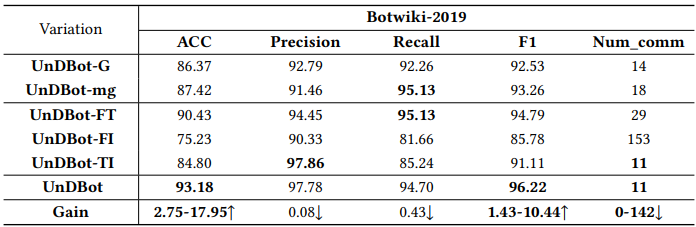 Variation Botwiki-2019
ACC Precision Recall F1 Num_comm
UnDBot-G 86.37 92.79 92.26 92.53 14
UnDBot-mg 87.42 91.46 95.13 93.26 18
UnDBot-FT 90.43 94.45 95.13 94.79 29
UnDBot-FI 75.23 90.33 81.66 85.78 153
UnDBot-TI 84.80 97.86 85.24 91.11 11
UnDBot 93.18 97.78 94.70 96.22 11
Gain 2.75-17.95↑ 0.08↓ 0.43↓ 1.43-10.44↑ 0-142↓